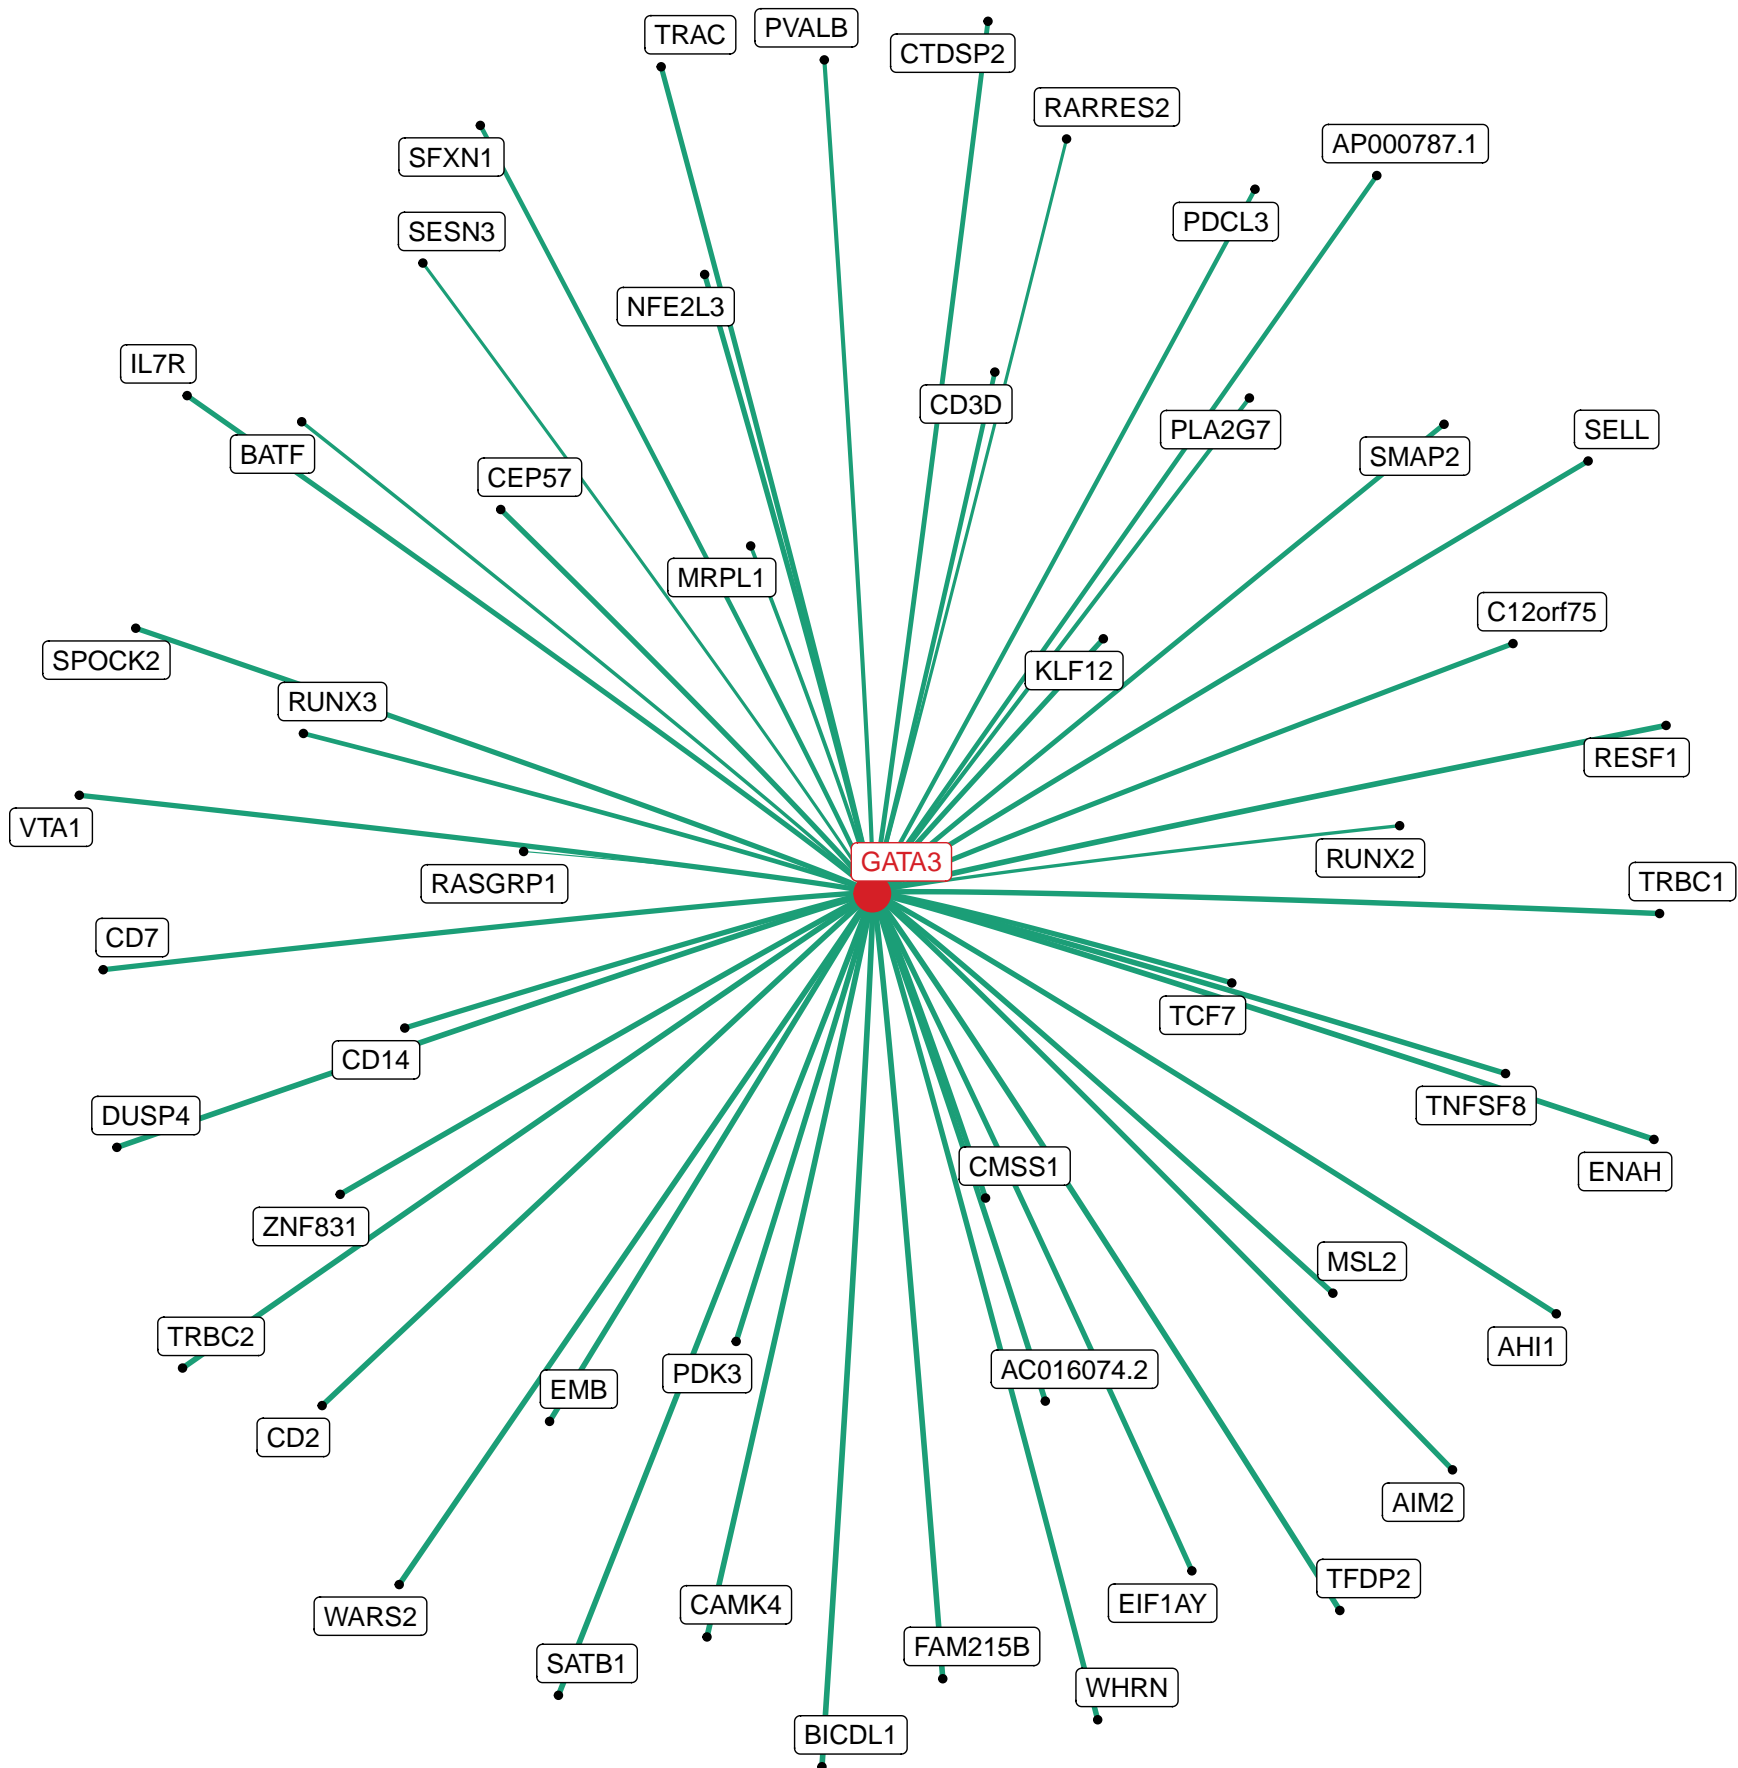 PVALB
TRAC
CTDSP2
RARRES2
AP000787.1
SFXN1
PDCL3
SESN3
NFE2L3
IL7R
CD3D
PLA2G7
SELL
BATF
SMAP2
CEP57
MRPL1
C12orf75
SPOCK2
KLF12
RUNX3
RESF1
VTA1
RUNX2
GATA3
RASGRP1
TRBC1
CD7
TCF7
CD14
TNFSF8
DUSP4
CMSS1
ENAH
ZNF831
MSL2
TRBC2
AHI1
AC016074.2
PDK3
EMB
CD2
AIM2
TFDP2
EIF1AY
CAMK4
WARS2
FAM215B
SATB1
WHRN
BICDL1